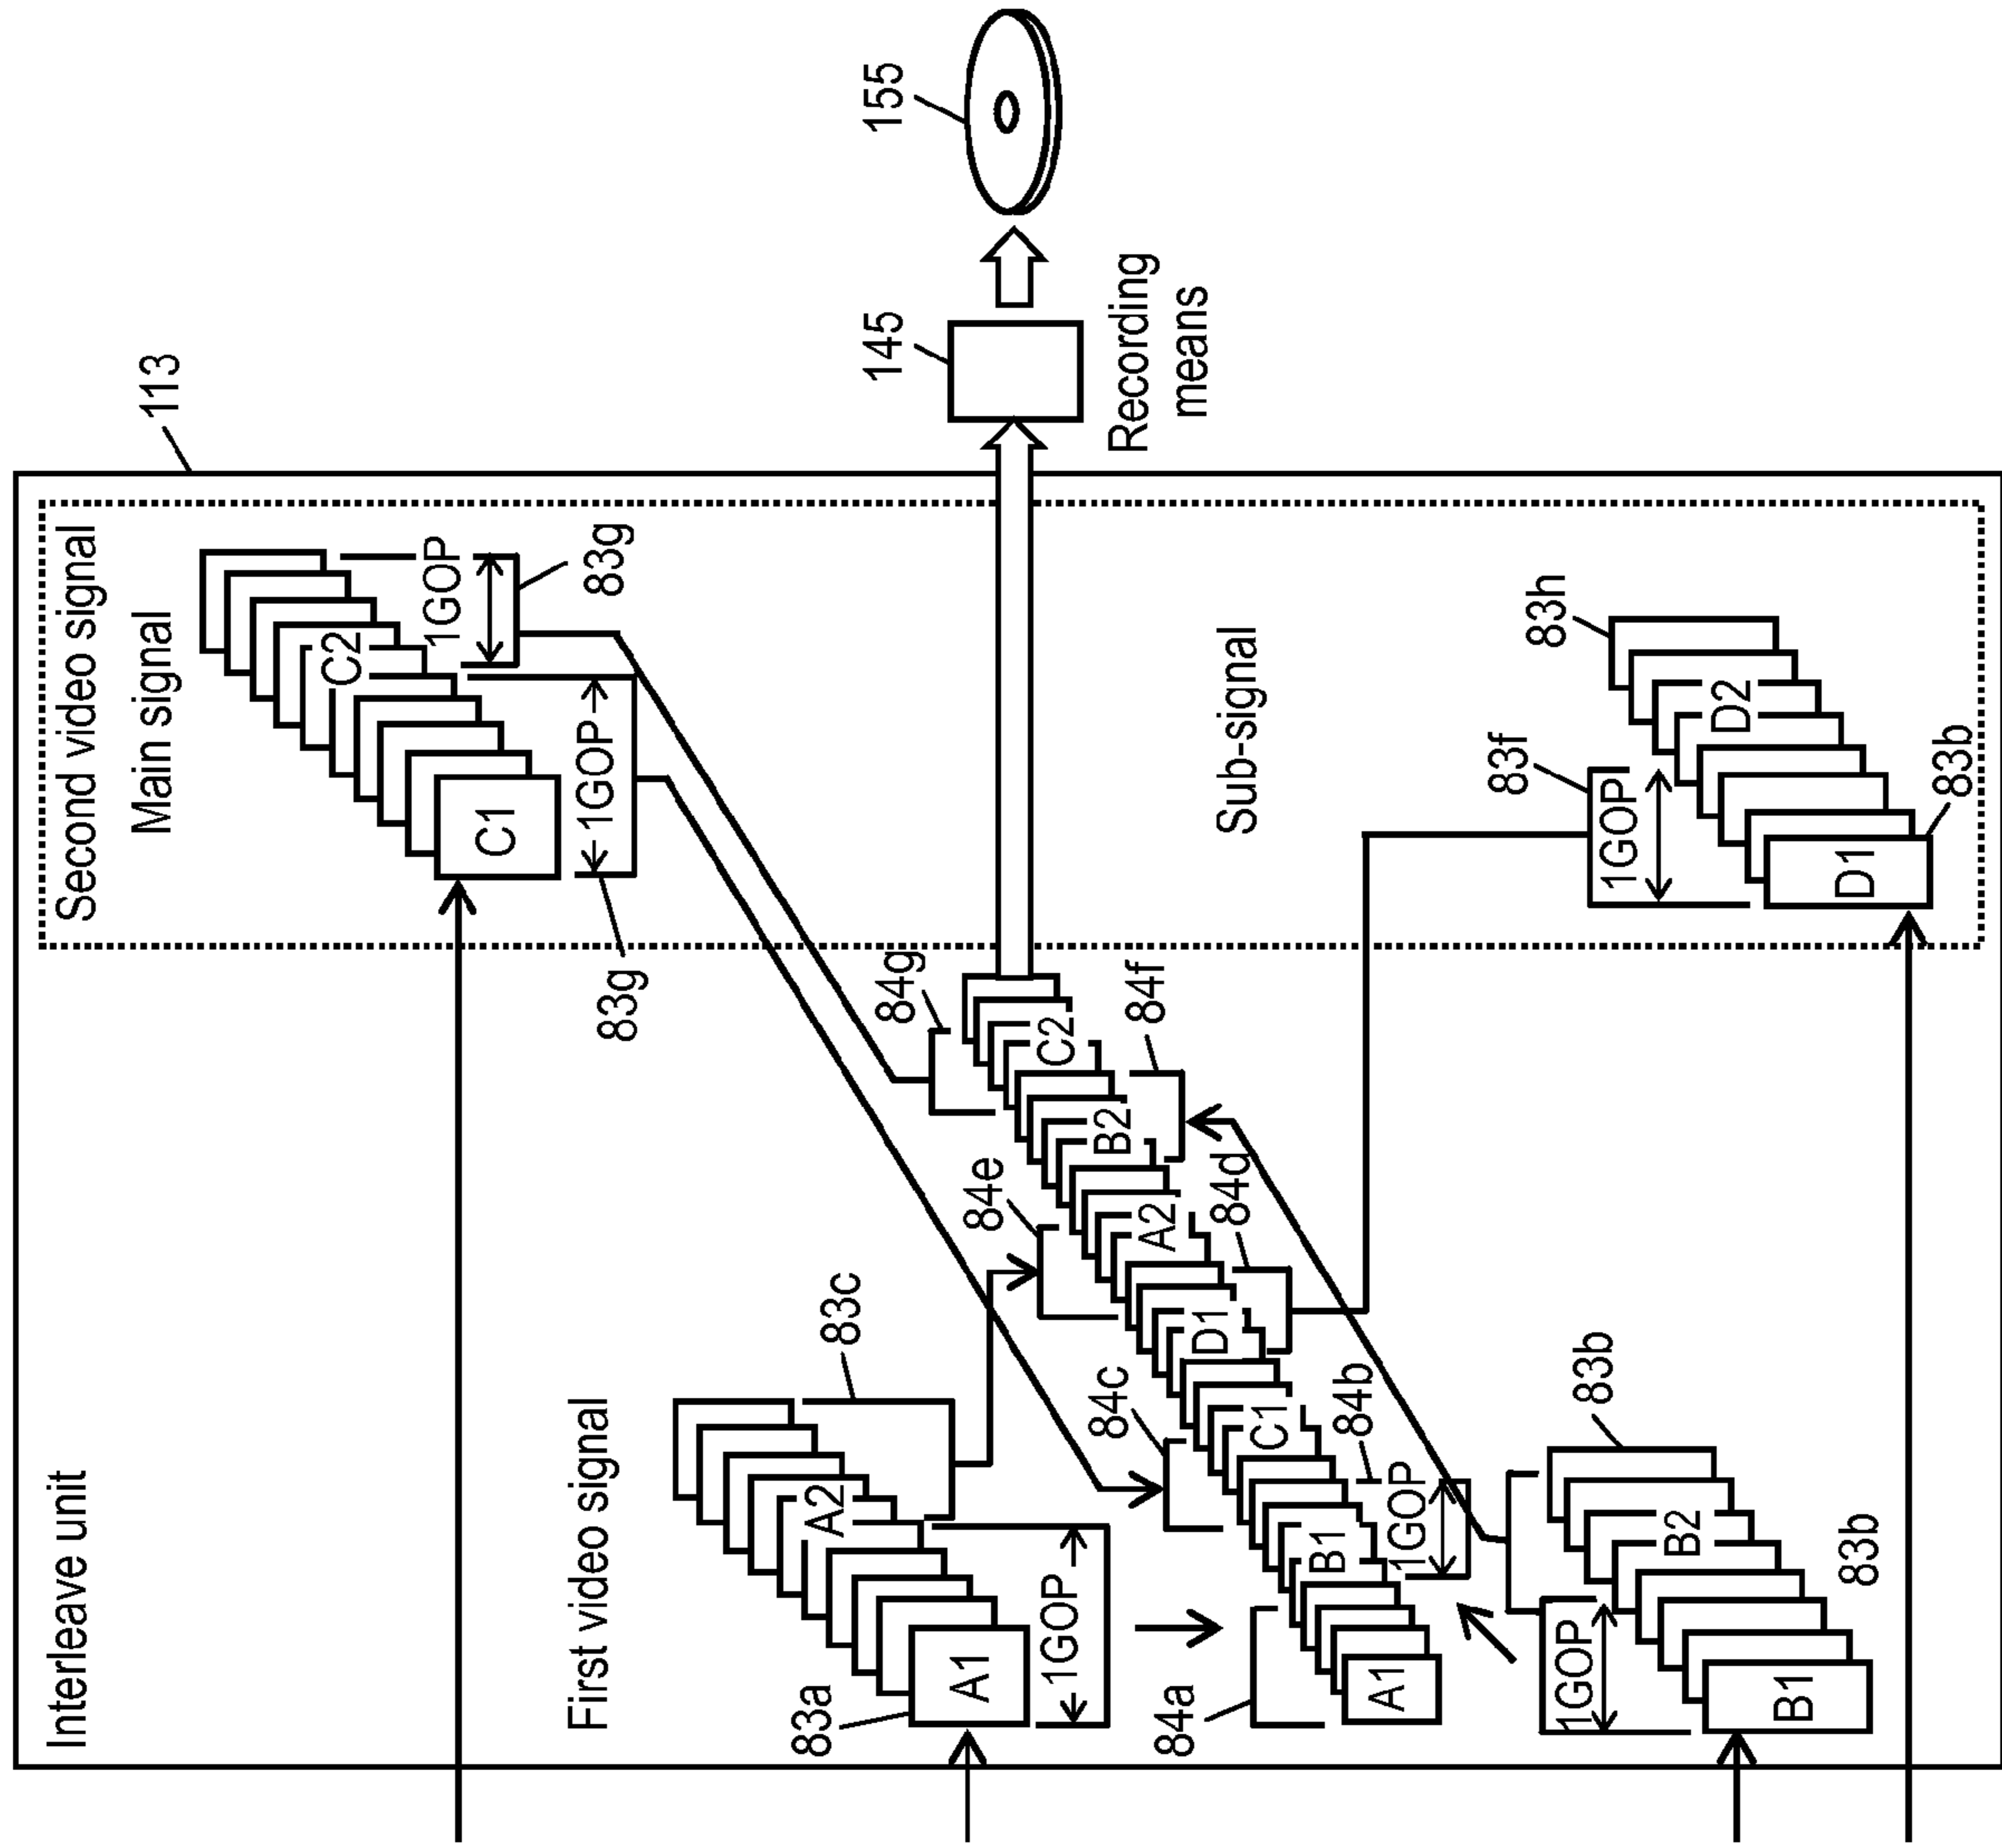 Interleave unit
113
Second video signal
Main signal
C2
1GOP
83g
C1
1GOP
83g
First video signal
A2
83c
83a
A1
1GOP
84a
A1
B1
84b
1GOP
84c
C1
D1
84d
84e
A2
B2
84f
84g
C2
145
Recording
means
155
Sub-signal
83h
D2
83f
1GOP
D1
83b
83b
B2
83b
1GOP
B1